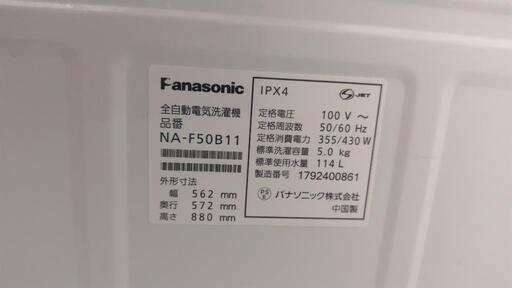 Panasonic
全自動電気洗濯機
品番
NA-F50B11
外形寸法
幅 562 mm
奥行 572 mm
高さ 880 mm
IPX4
JET
定格電圧 100 V ~
定格周波数 50/60 Hz
定格消費電力 355/430 W
標準洗濯容量 5.0 kg
標準使用水量 114 L
製造番号 1792400861
PS E パナソニック株式会社
中国製